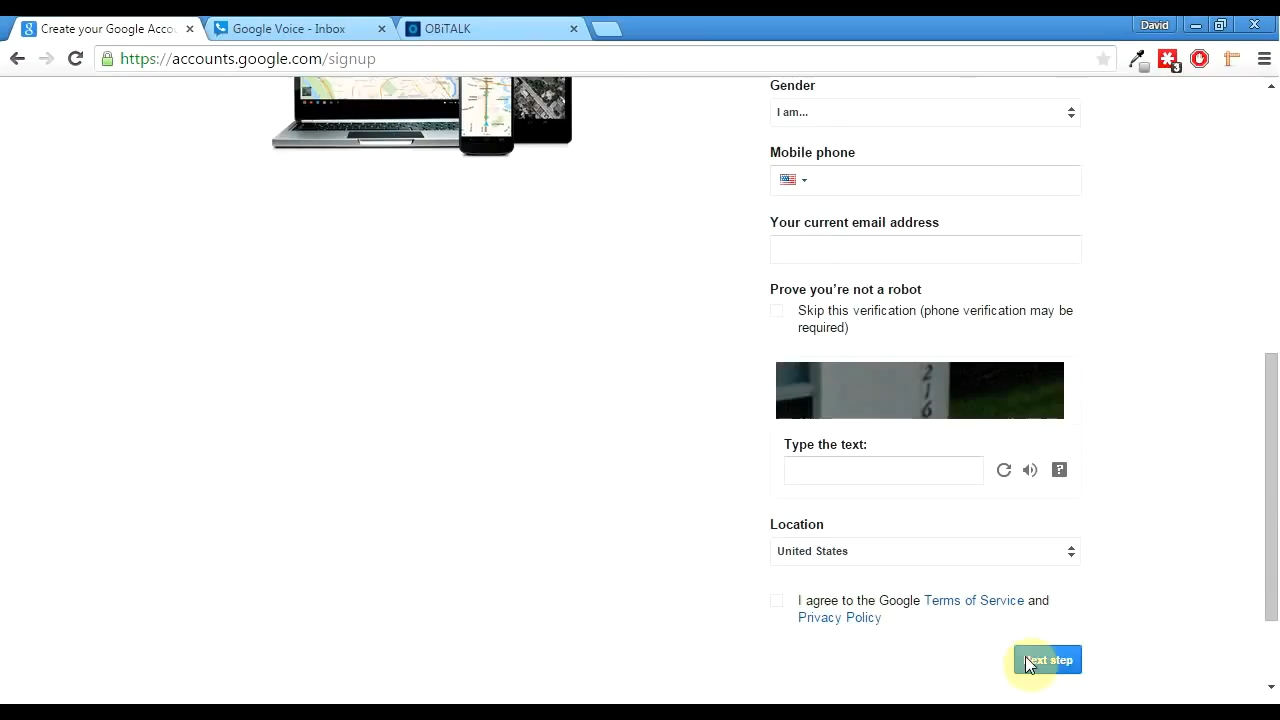 Create your Google Acco
Google Voice - Inbox
OBiTALK
David
https://accounts.google.com/signup
3
Gender
I am...
Mobile phone
Your current email address
Prove you're not a robot
Skip this verification (phone verification may be
required)
216
Type the text:
?
Location
United States
I agree to the Google Terms of Service and
Privacy Policy
Next step